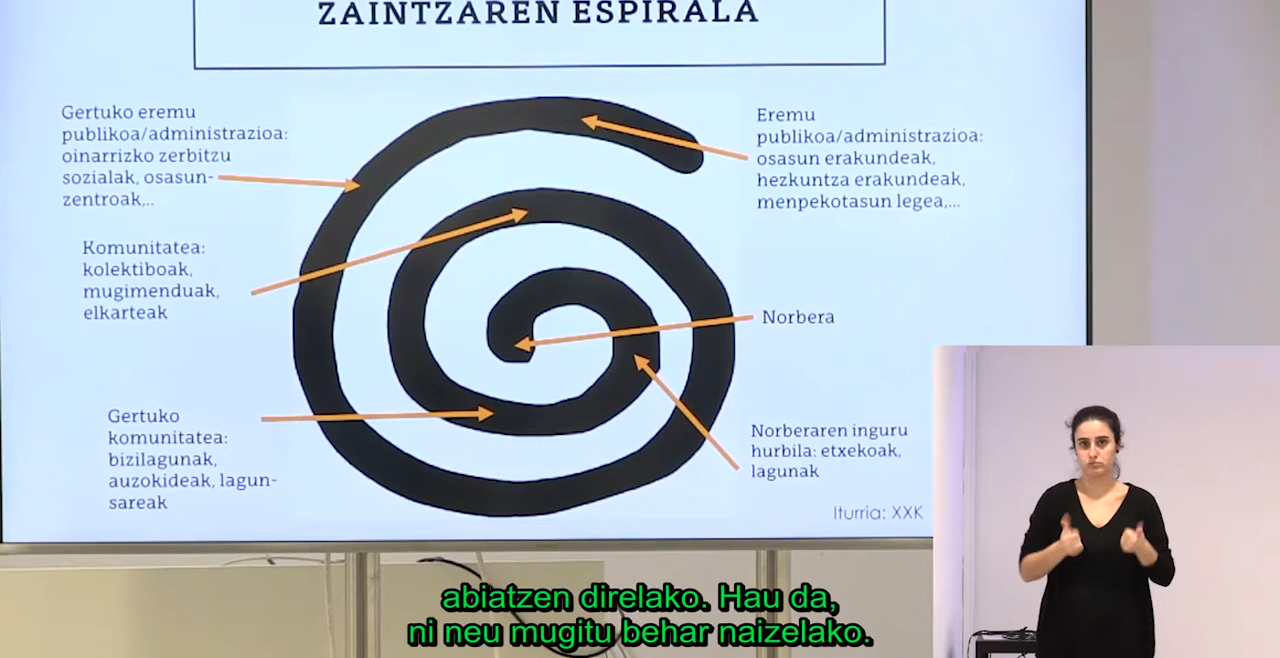 ZAINTZAREN ESPIRALA
Gertuko eremu
publikoa/administrazioa:
oinarrizko zerbitzu
sozialak, osasun-
zentroak,..
Komunitatea:
kolektiboak,
mugimenduak,
elkarteak
Gertuko
komunitatea:
bizilagunak,
auzokideak, lagun-
sareak
Eremu
publikoa/administrazioa:
osasun erakundeak,
hezkuntza erakundeak,
menpekotasun legea,...
Norbera
Norberaren inguru
hurbila: etxekoak,
lagunak
Iturria: XXK
abiatzen direlako. Hau da,
ni neu mugitu behar naizelako.